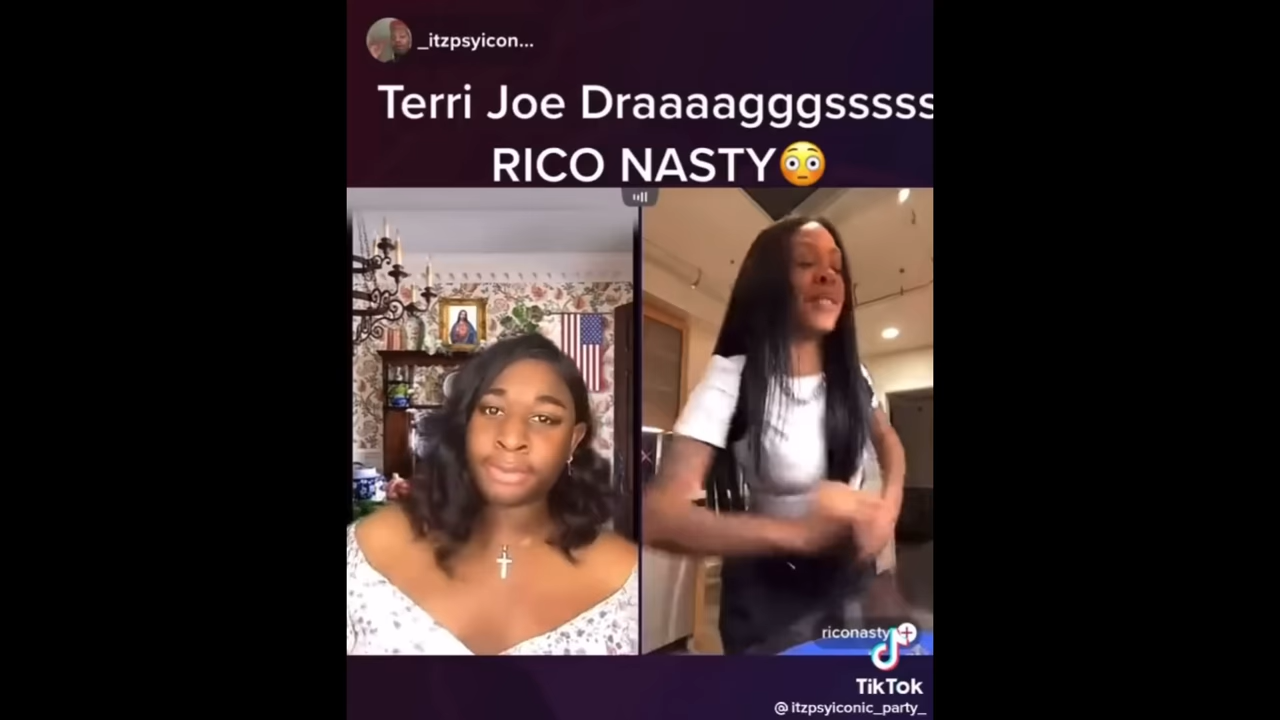 _itzpsyicon...
Terri Joe Draaaagggsssss
RICO NASTY😳
riconasty
TikTok
@itzpsyiconic_party_